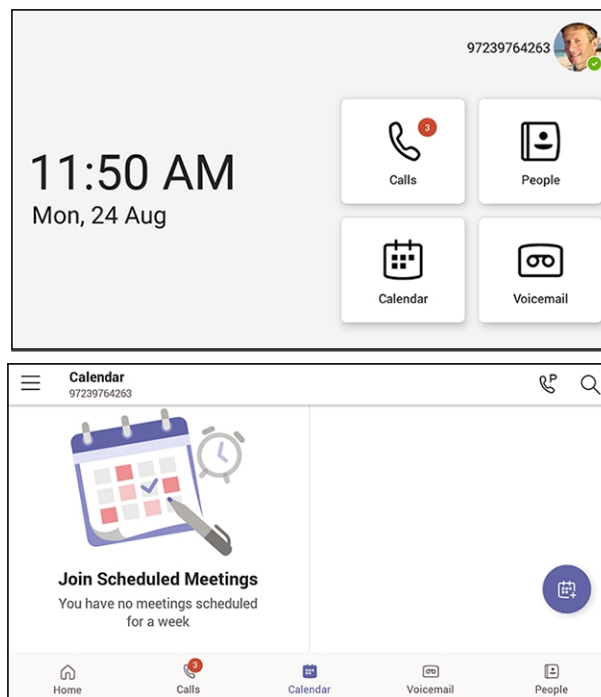 97239764263
11:50 AM
Mon, 24 Aug
3
Calls
People
Calendar
Voicemail
Calendar
97239764263
P
Join Scheduled Meetings
You have no meetings scheduled
for a week
3
Home
Calls
Calendar
Voicemail
People